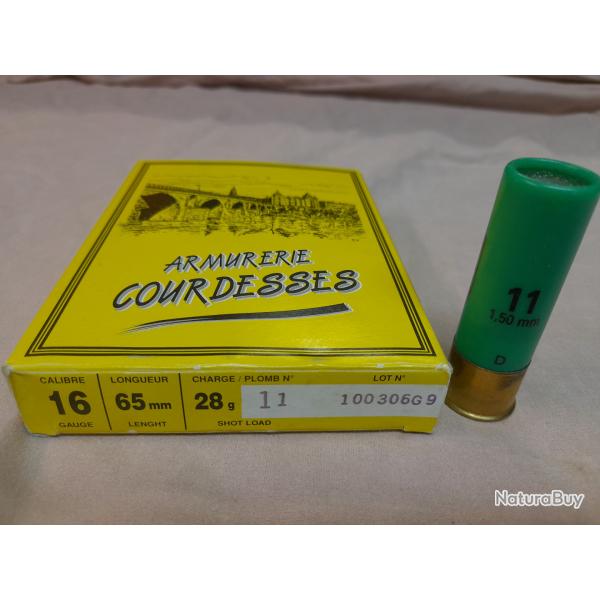 ARMURERIE
COURDESSES
CALIBRE
16
GAUGE
LONGUEUR
65 mm
LENGHT
CHARGE / PLOMB N°
28 g 11
SHOT LOAD
LOT N°
100306G9
11
1,50 mm
D
NaturaBuy